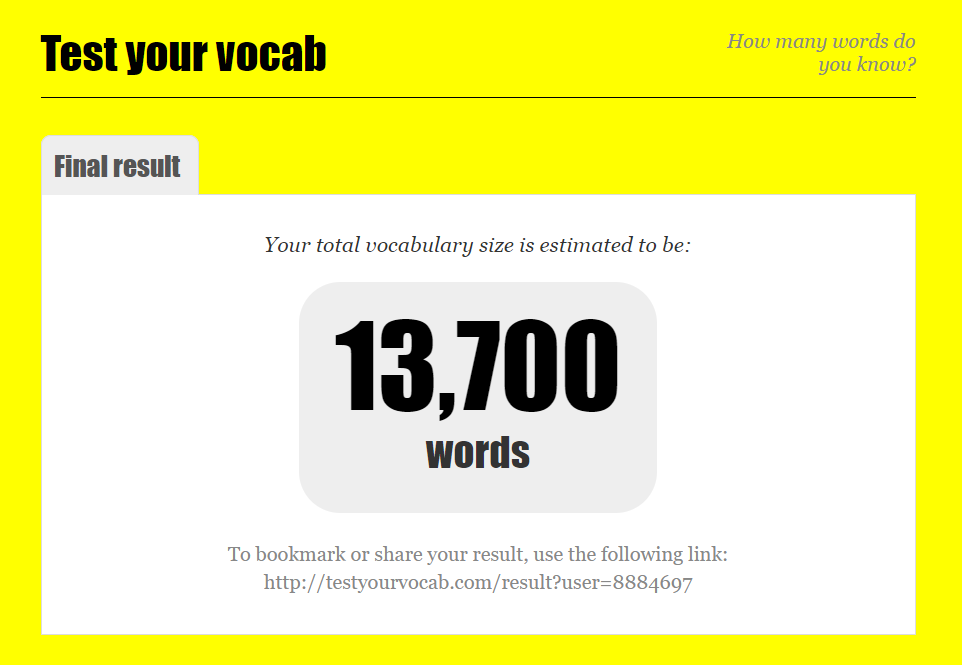 Test your vocab
How many words do
you know?
Final result
Your total vocabulary size is estimated to be:
13,700
words
To bookmark or share your result, use the following link:
http://testyourvocab.com/result?user=8884697